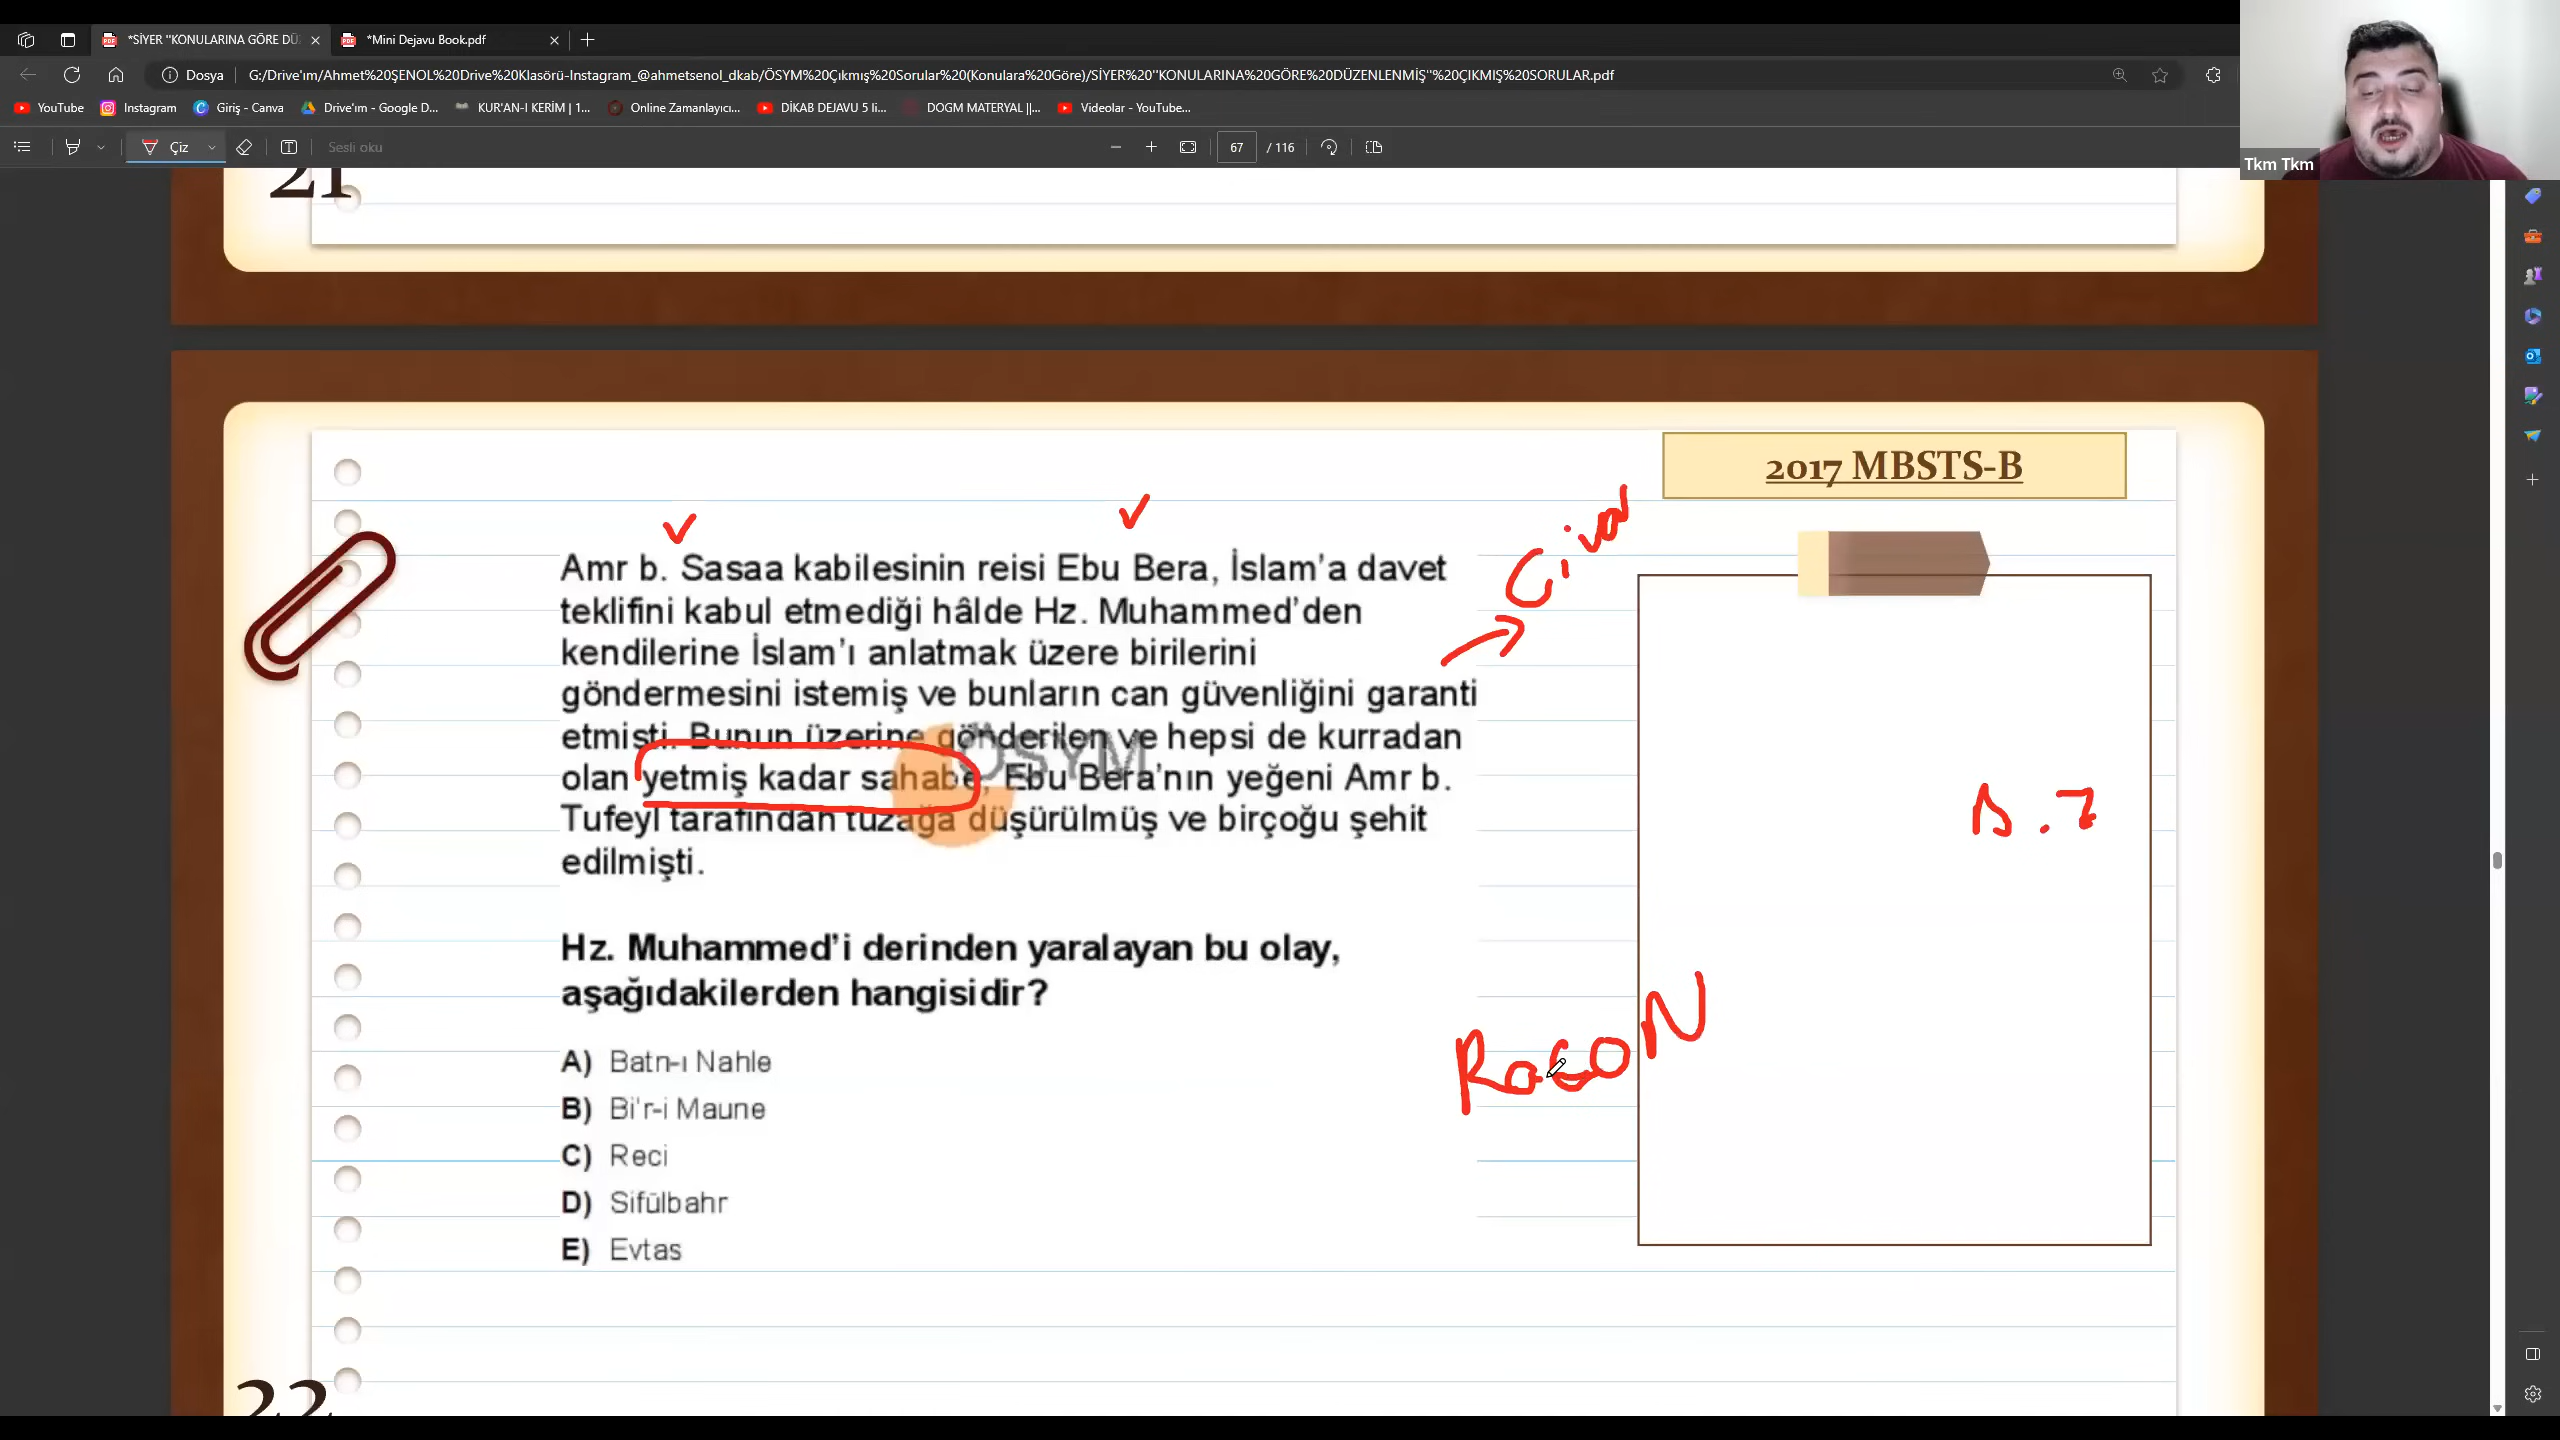 *SİYER "KONULARINA GÖRE DÜ
*Mini Dejavu Book.pdf
Dosya
G:/Drive'ım/Ahmet%20ŞENOL%20Drive%20Klasörü-Instagram_@ahmetsenol_dkab/ÖSYM%20Çıkmış%20Sorular%20(Konulara%20Göre)/SİYER%20''KONULARINA%20GÖRE%20DÜZENLENMİŞ''%20ÇIKMIŞ%20SORULAR.pdf
YouTube
Instagram
Giriş - Canva
Drive'ım - Google D...
KUR'AN-I KERİM | 1...
Online Zamanlayıcı...
DİKAB DEJAVU 5 li...
DOGM MATERYAL ||...
Videolar - YouTube...
Çiz
Sesli oku
67 / 116
Tkm Tkm
21
2017 MBSTS-B
Amr b. Sasaa kabilesinin reisi Ebu Bera, İslam'a davet
teklifini kabul etmediği hâlde Hz. Muhammed'den
kendilerine İslam'ı anlatmak üzere birilerini
göndermesini istemiş ve bunların can güvenliğini garanti
etmişti. Bunun üzerine gönderilen ve hepsi de kurradan
olan yetmiş kadar sahabe, Ebu Bera'nın yeğeni Amr b.
Tufeyl tarafından tuzağa düşürülmüş ve birçoğu şehit
edilmişti.
ÖSYM
Hz. Muhammed'i derinden yaralayan bu olay,
aşağıdakilerden hangisidir?
A) Batn-ı Nahle
B) Bi'r-i Maune
C) Reci
D) Sifülbahr
E) Evtas
22